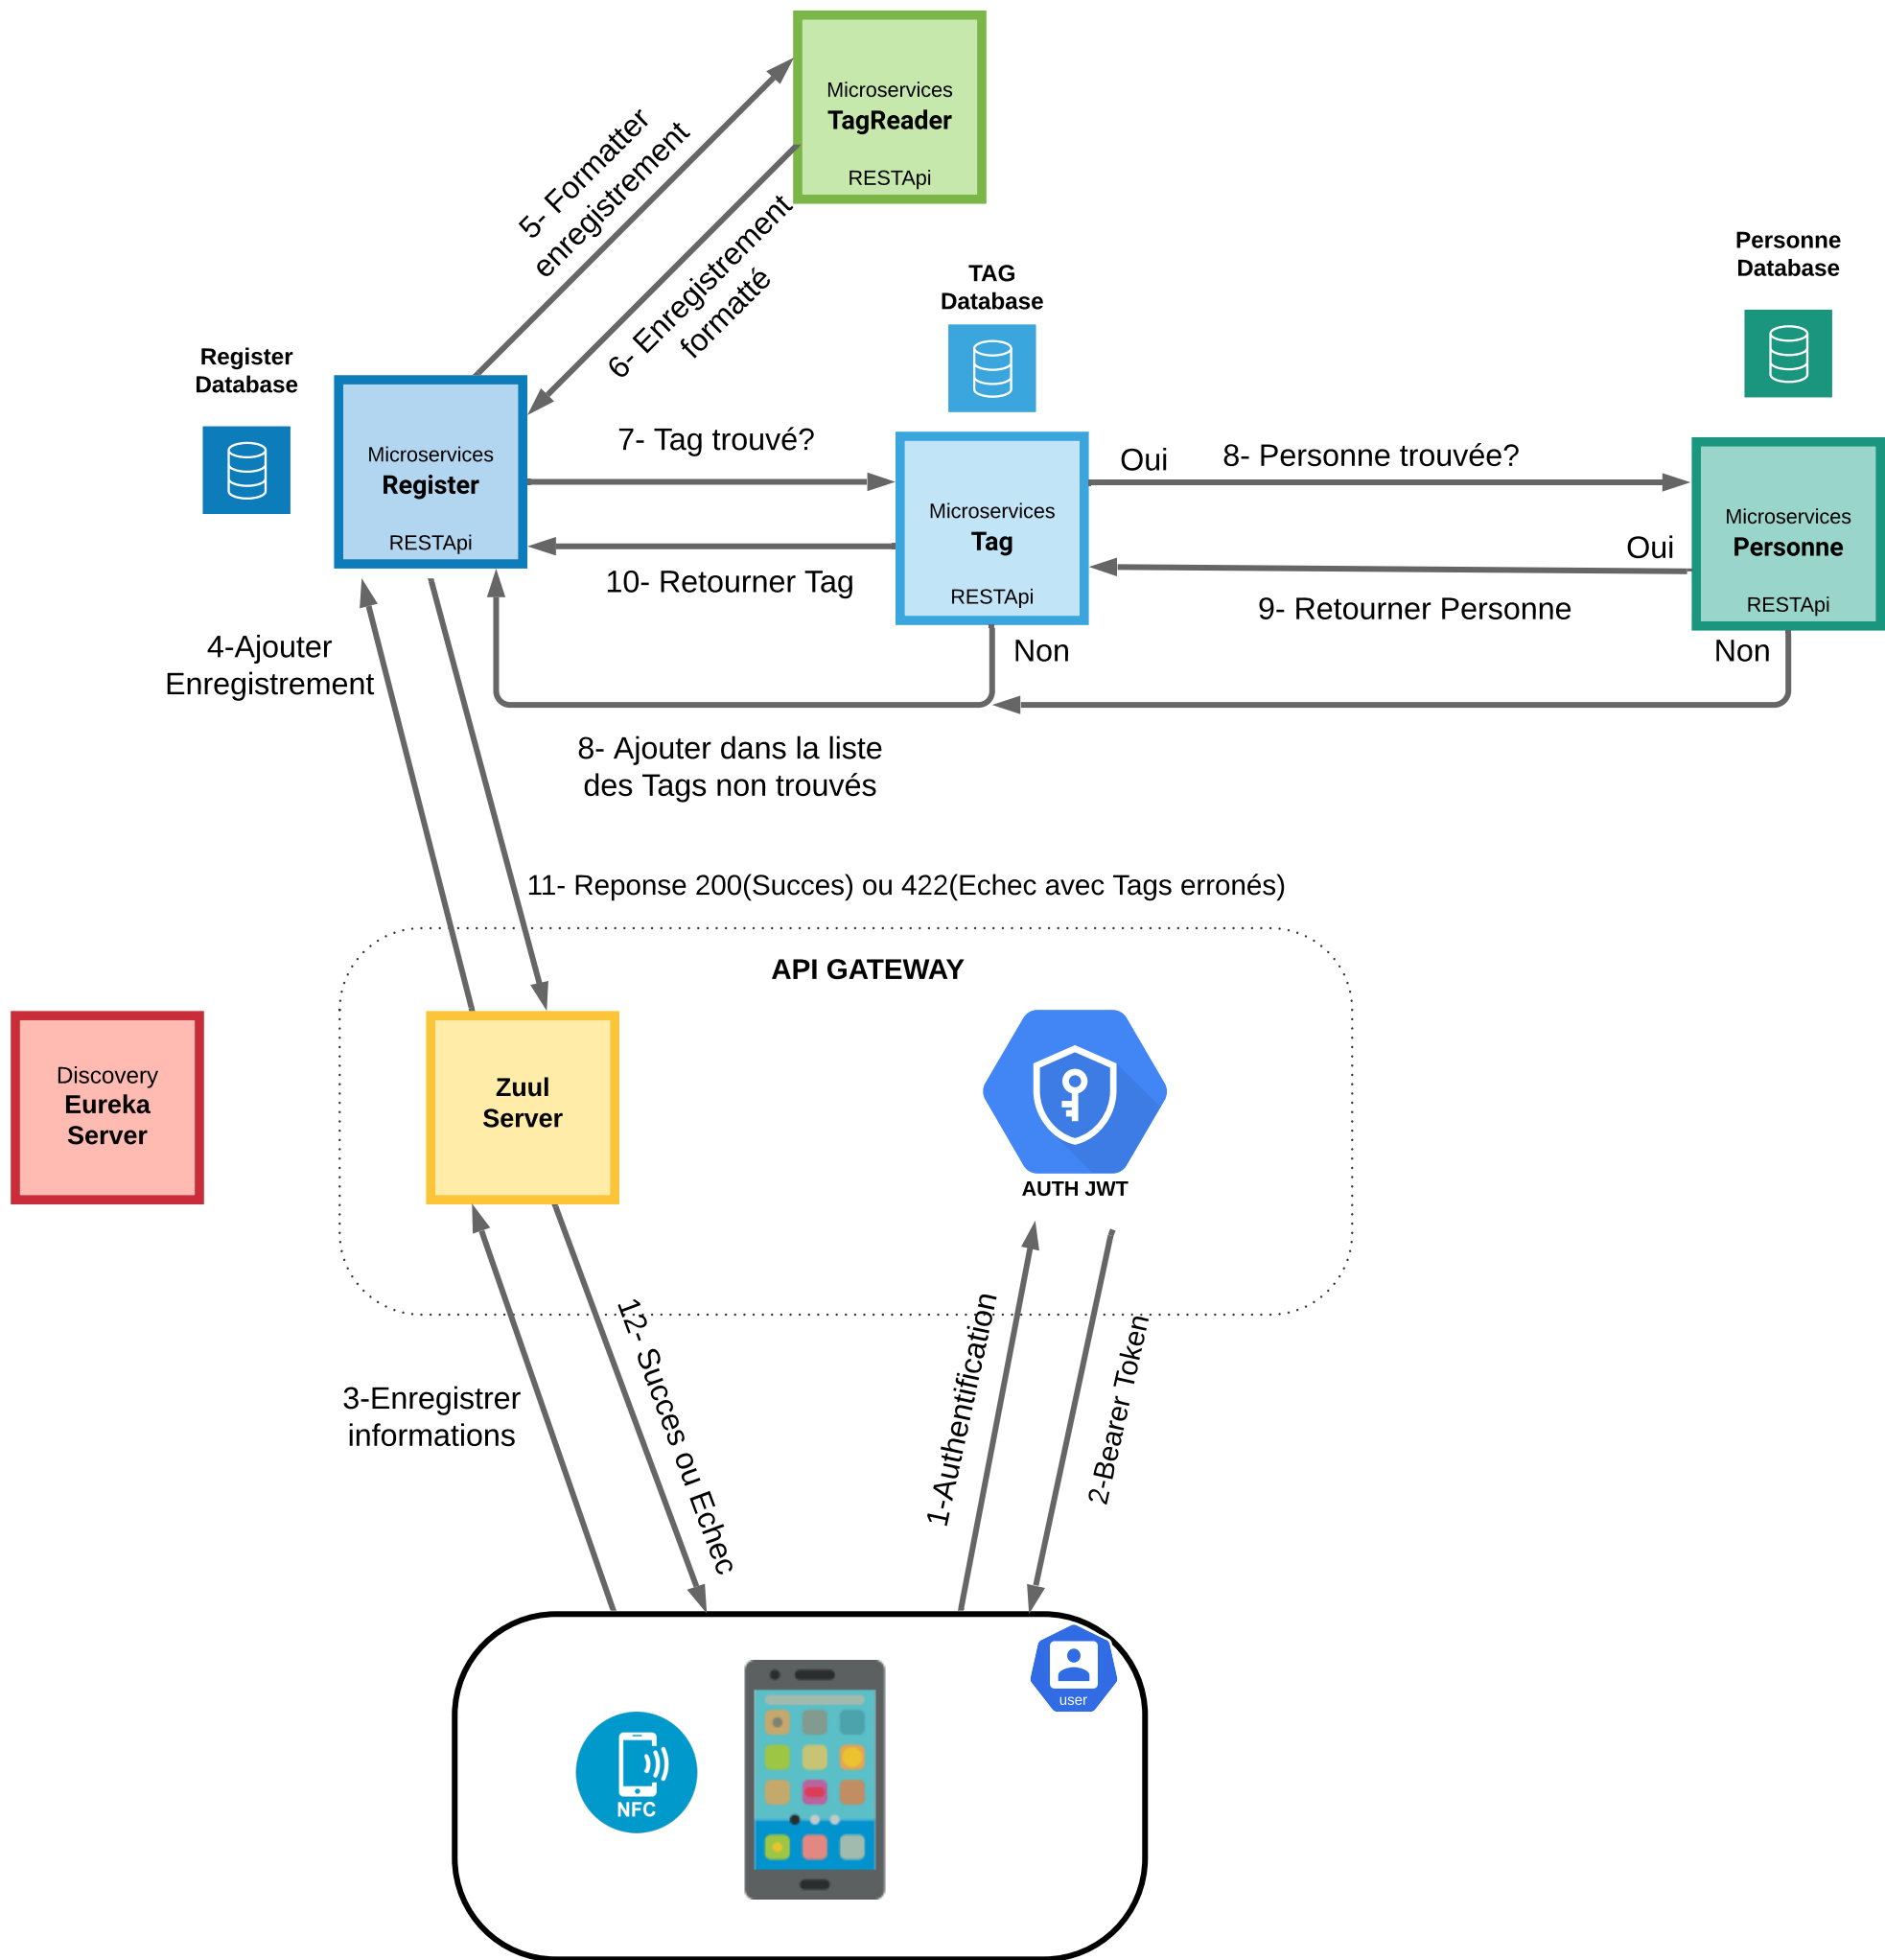 Microservices
TagReader
RESTApi
5- Formatter
enregistrement
6- Enregistrement
formatté
Personne
Database
TAG
Database
Register
Database
Microservices
Register
RESTApi
7- Tag trouvé?
10- Retourner Tag
Microservices
Tag
RESTApi
Oui
8- Personne trouvée?
Oui
9- Retourner Personne
Microservices
Personne
RESTApi
Non
Non
4-Ajouter
Enregistrement
8- Ajouter dans la liste
des Tags non trouvés
11- Reponse 200(Succes) ou 422(Echec avec Tags erronés)
API GATEWAY
Discovery
Eureka
Server
Zuul
Server
AUTH JWT
3-Enregistrer
informations
12- Succes ou Echec
1-Authentification
2-Bearer Token
user
NFC